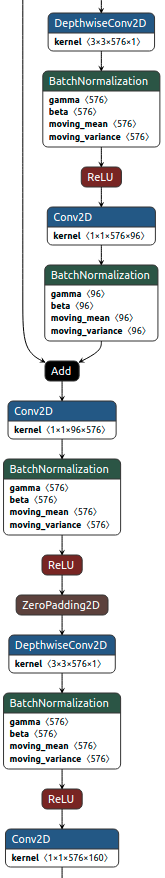 DepthwiseConv2D
kernel ⟨3×3×576×1⟩
BatchNormalization
gamma ⟨576⟩
beta ⟨576⟩
moving_mean ⟨576⟩
moving_variance ⟨576⟩
ReLU
Conv2D
kernel ⟨1×1×576×96⟩
BatchNormalization
gamma ⟨96⟩
beta ⟨96⟩
moving_mean ⟨96⟩
moving_variance ⟨96⟩
Add
Conv2D
kernel ⟨1×1×96×576⟩
BatchNormalization
gamma ⟨576⟩
beta ⟨576⟩
moving_mean ⟨576⟩
moving_variance ⟨576⟩
ReLU
ZeroPadding2D
DepthwiseConv2D
kernel ⟨3×3×576×1⟩
BatchNormalization
gamma ⟨576⟩
beta ⟨576⟩
moving_mean ⟨576⟩
moving_variance ⟨576⟩
ReLU
Conv2D
kernel ⟨1×1×576×160⟩